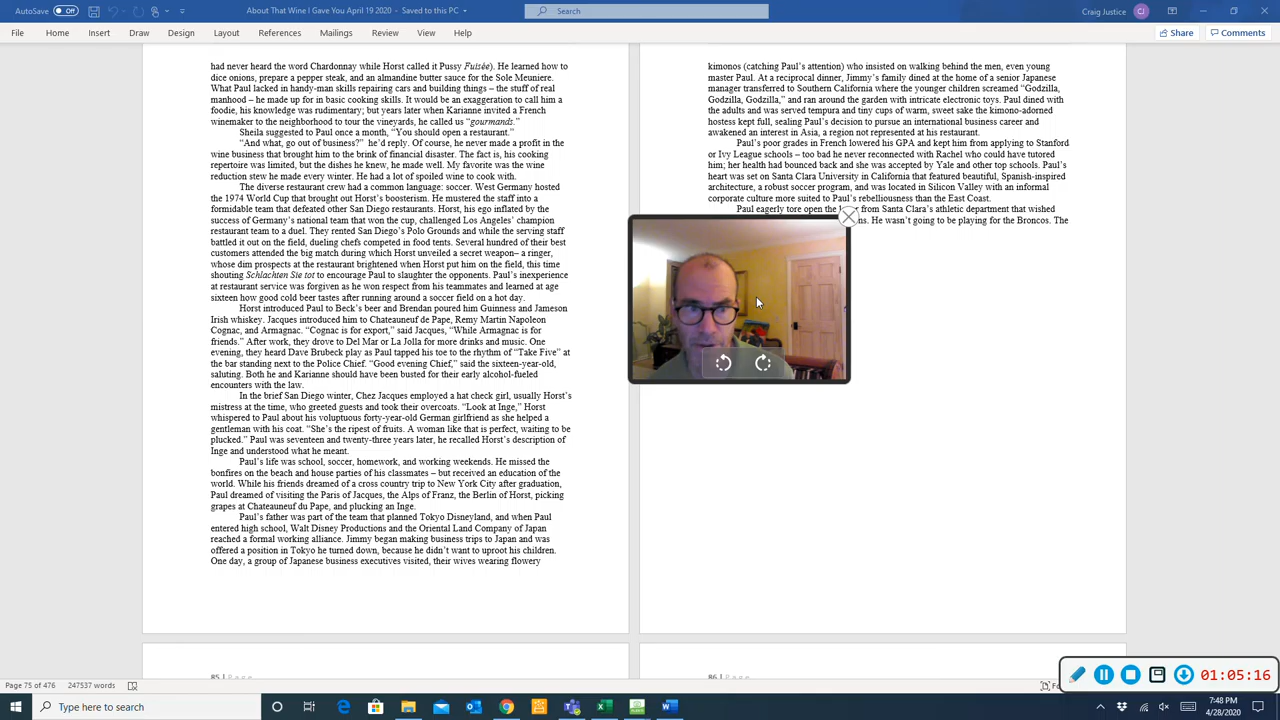 AutoSave Off About That Wine I Gave You April 19 2020 - Saved to this PC Search Craig Justice
File Home Insert Draw Design Layout References Mailings Review View Help Share Comments
had never heard the word Chardonnay while Horst called it Pussy Fuisée). He learned how to
dice onions, prepare a pepper steak, and an almandine butter sauce for the Sole Meuniere.
What Paul lacked in handy-man skills repairing cars and building things – the stuff of real
manhood – he made up for in basic cooking skills. It would be an exaggeration to call him a
foodie, his knowledge was rudimentary; but years later when Karianne invited a French
winemaker to the neighborhood to tour the vineyards, he called us "gourmands."
Sheila suggested to Paul once a month, "You should open a restaurant."
"And what, go out of business?" he'd reply. Of course, he never made a profit in the
wine business that brought him to the brink of financial disaster. The fact is, his cooking
repertoire was limited, but the dishes he knew, he made well. My favorite was the wine
reduction stew he made every winter. He had a lot of spoiled wine to cook with.
The diverse restaurant crew had a common language: soccer. West Germany hosted
the 1974 World Cup that brought out Horst's boosterism. He mustered the staff into a
formidable team that defeated other San Diego restaurants. Horst, his ego inflated by the
success of Germany's national team that won the cup, challenged Los Angeles' champion
restaurant team to a duel. They rented San Diego's Polo Grounds and while the serving staff
battled it out on the field, dueling chefs competed in food tents. Several hundred of their best
customers attended the big match during which Horst unveiled a secret weapon– a ringer,
whose dim prospects at the restaurant brightened when Horst put him on the field, this time
shouting Schlachten Sie tot to encourage Paul to slaughter the opponents. Paul's inexperience
at restaurant service was forgiven as he won respect from his teammates and learned at age
sixteen how good cold beer tastes after running around a soccer field on a hot day.
Horst introduced Paul to Beck's beer and Brendan poured him Guinness and Jameson
Irish whiskey. Jacques introduced him to Chateauneuf de Pape, Remy Martin Napoleon
Cognac, and Armagnac. "Cognac is for export," said Jacques, "While Armagnac is for
friends." After work, they drove to Del Mar or La Jolla for more drinks and music. One
evening, they heard Dave Brubeck play as Paul tapped his toe to the rhythm of "Take Five" at
the bar standing next to the Police Chief. "Good evening Chief," said the sixteen-year-old,
saluting. Both he and Karianne should have been busted for their early alcohol-fueled
encounters with the law.
In the brief San Diego winter, Chez Jacques employed a hat check girl, usually Horst's
mistress at the time, who greeted guests and took their overcoats. "Look at Inge," Horst
whispered to Paul about his voluptuous forty-year-old German girlfriend as she helped a
gentleman with his coat. "She's the ripest of fruits. A woman like that is perfect, waiting to be
plucked." Paul was seventeen and twenty-three years later, he recalled Horst's description of
Inge and understood what he meant.
Paul's life was school, soccer, homework, and working weekends. He missed the
bonfires on the beach and house parties of his classmates – but received an education of the
world. While his friends dreamed of a cross country trip to New York City after graduation,
Paul dreamed of visiting the Paris of Jacques, the Alps of Franz, the Berlin of Horst, picking
grapes at Chateauneuf du Pape, and plucking an Inge.
Paul's father was part of the team that planned Tokyo Disneyland, and when Paul
entered high school, Walt Disney Productions and the Oriental Land Company of Japan
reached a formal working alliance. Jimmy began making business trips to Japan and was
offered a position in Tokyo he turned down, because he didn't want to uproot his children.
One day, a group of Japanese business executives visited, their wives wearing flowery
kimonos (catching Paul's attention) who insisted on walking behind the men, even young
master Paul. At a reciprocal dinner, Jimmy's family dined at the home of a senior Japanese
manager transferred to Southern California where the younger children screamed "Godzilla,
Godzilla, Godzilla," and ran around the garden with intricate electronic toys. Paul dined with
the adults and was served tempura and tiny cups of warm, sweet sake the kimono-adorned
hostess kept full, sealing Paul's decision to pursue an international business career and
awakened an interest in Asia, a region not represented at his restaurant.
Paul's poor grades in French lowered his GPA and kept him from applying to Stanford
or Ivy League schools – too bad he never reconnected with Rachel who could have tutored
him; her health had bounced back and she was accepted by Yale and other top schools. Paul's
heart was set on Santa Clara University in California that featured beautiful, Spanish-inspired
architecture, a robust soccer program, and was located in Silicon Valley with an informal
corporate culture more suited to Paul's rebelliousness than the East Coast.
Paul eagerly tore open the from Santa Clara's athletic department that wished
He wasn't going to be playing for the Broncos. The
85 | Page 86 | Page
Page 75 of 476 247537 words
01:05:16
Type here to search
7:48 PM
4/28/2020